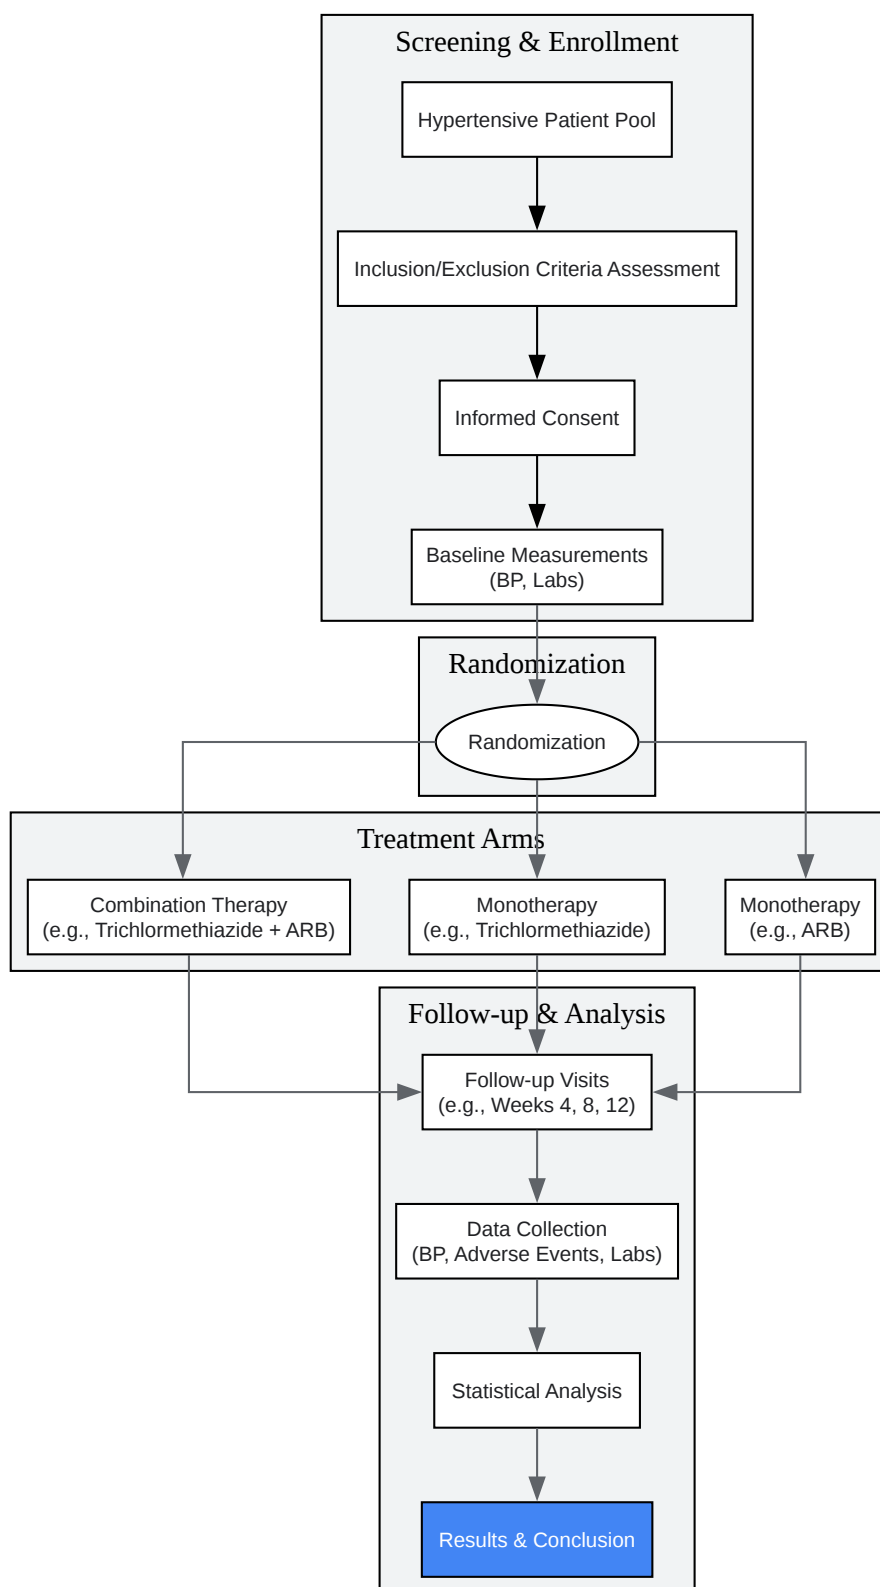 Screening & Enrollment
Hypertensive Patient Pool
Inclusion/Exclusion Criteria Assessment
Informed Consent
Baseline Measurements
(BP, Labs)
Randomization
Randomization
Treatment Arms
Combination Therapy
(e.g., Trichlormethiazide + ARB)
Monotherapy
(e.g., Trichlormethiazide)
Monotherapy
(e.g., ARB)
Follow-up & Analysis
Follow-up Visits
(e.g., Weeks 4, 8, 12)
Data Collection
(BP, Adverse Events, Labs)
Statistical Analysis
Results & Conclusion